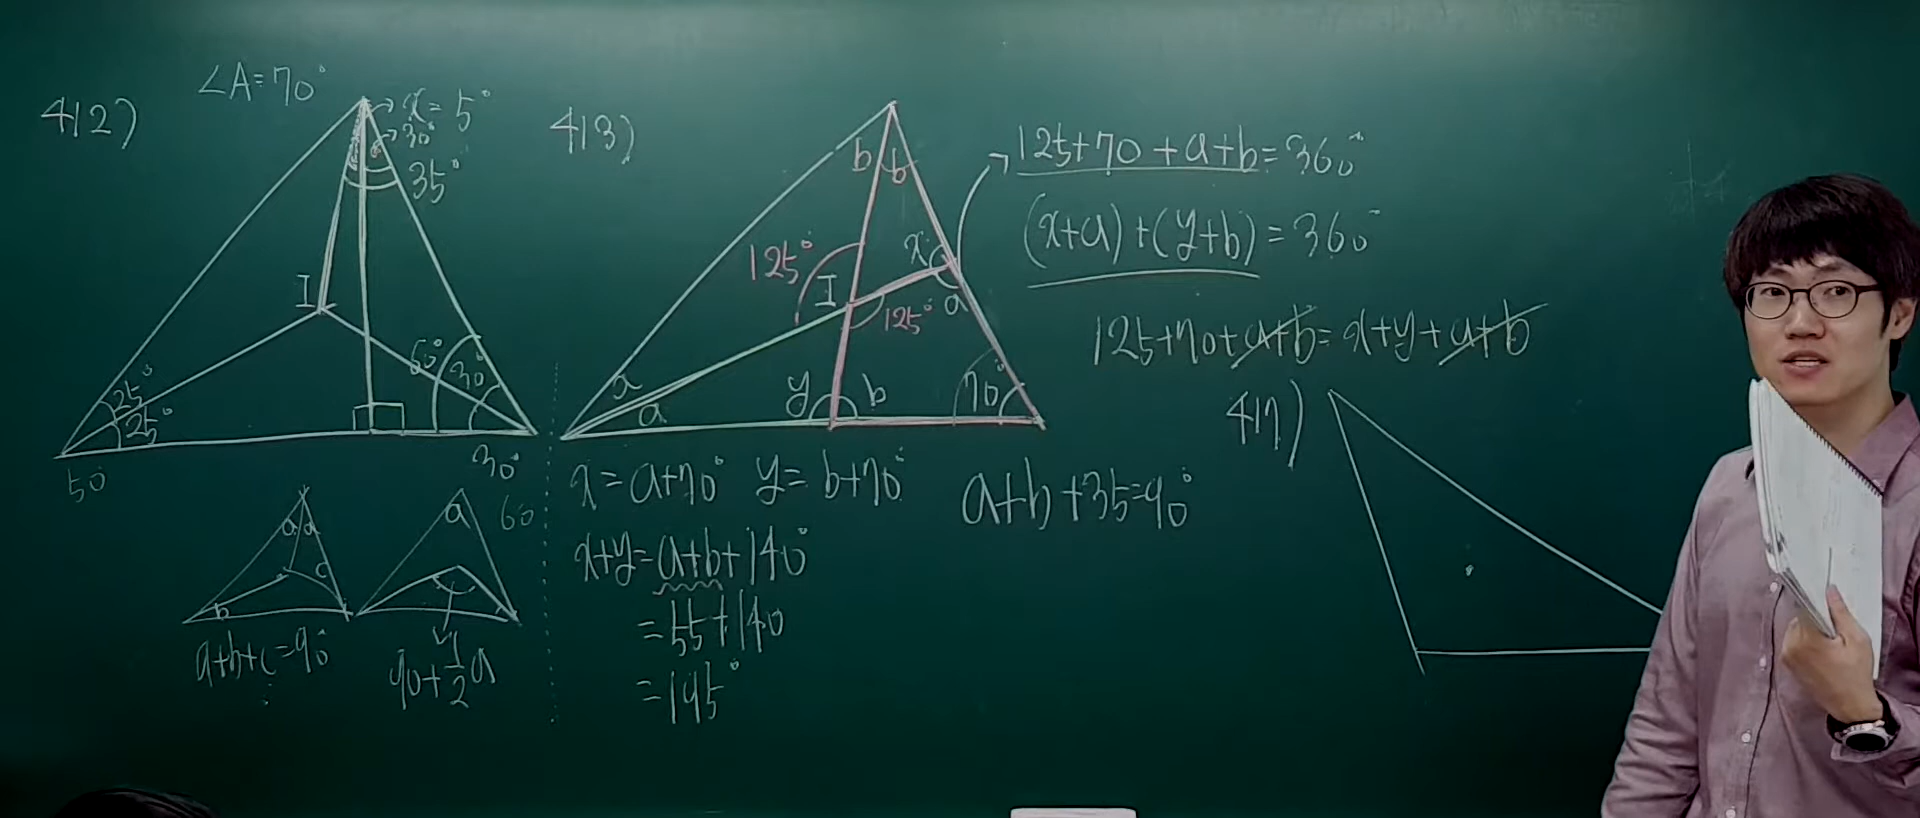 412)
∠A=70°
x=5°
30°
35°
I
25°
25°
60°
30°
50
30°
a a
b
c
a+b+c=90°
a
60
90+1/2a
413)
b b
125°
x
I
125°
a
a
a
y
b
70°
x=a+70° y=b+70°
x+y=a+b+140°
=55+140
=195°
125+70+a+b=360°
(x+a)+(y+b)=360°
125+70+a+b=x+y+a+b
a+b+35=90°
417)